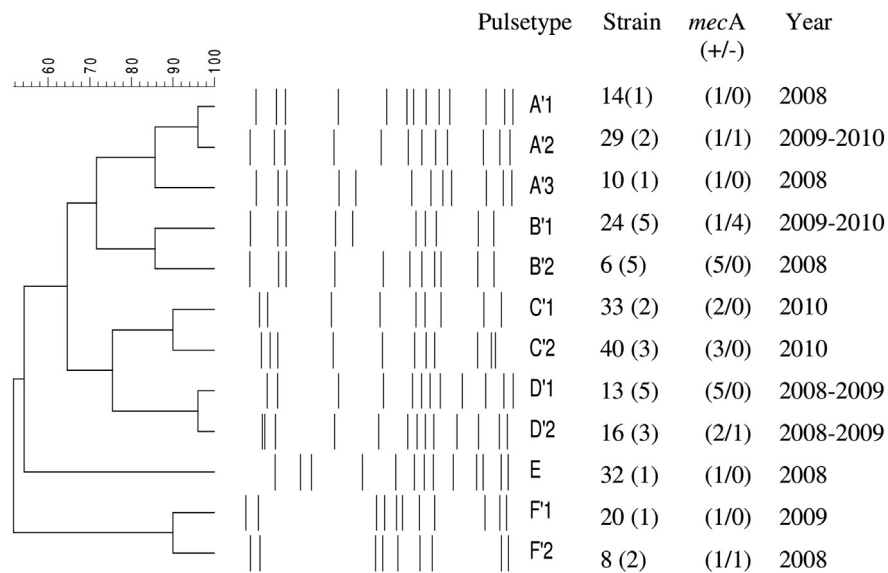 Pulsetype Strain mecA Year
(+/-)
60 70 80 90 100
A'1 14(1) (1/0) 2008
A'2 29 (2) (1/1) 2009-2010
A'3 10 (1) (1/0) 2008
B'1 24 (5) (1/4) 2009-2010
B'2 6 (5) (5/0) 2008
C'1 33 (2) (2/0) 2010
C'2 40 (3) (3/0) 2010
D'1 13 (5) (5/0) 2008-2009
D'2 16 (3) (2/1) 2008-2009
E 32 (1) (1/0) 2008
F'1 20 (1) (1/0) 2009
F'2 8 (2) (1/1) 2008